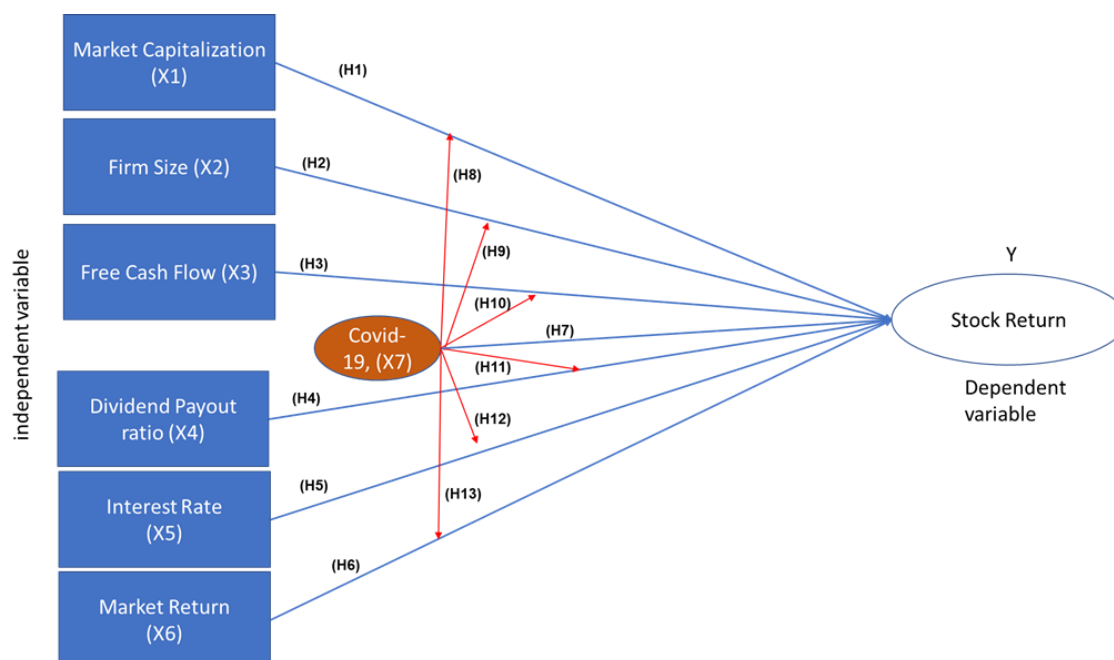 Market Capitalization
(X1)
(H1)
Firm Size (X2)
(H2)
(H8)
(H9)
independent variable
Free Cash Flow (X3)
(H3)
(H10)
Y
Stock Return
Dependent
variable
Covid-
19, (X7)
(H7)
(H11)
Dividend Payout
ratio (X4)
(H4)
(H12)
Interest Rate
(X5)
(H5)
(H13)
Market Return
(X6)
(H6)